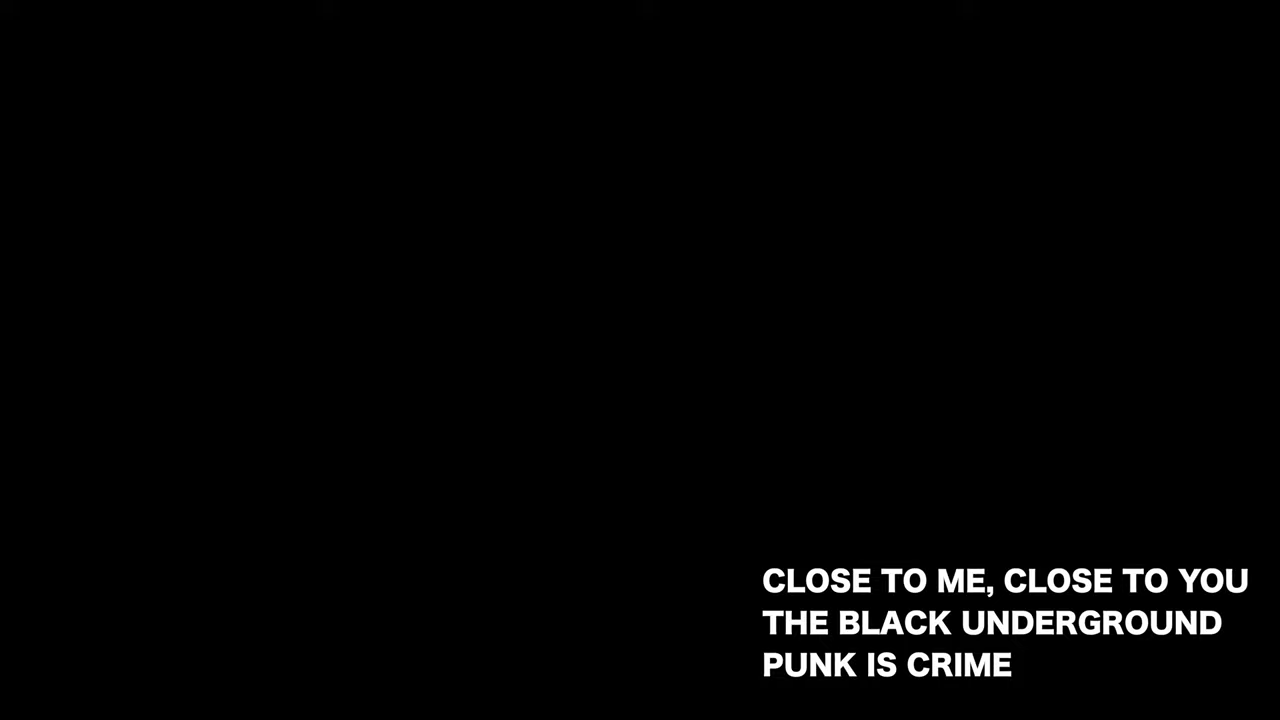 CLOSE TO ME, CLOSE TO YOU
THE BLACK UNDERGROUND
PUNK IS CRIME